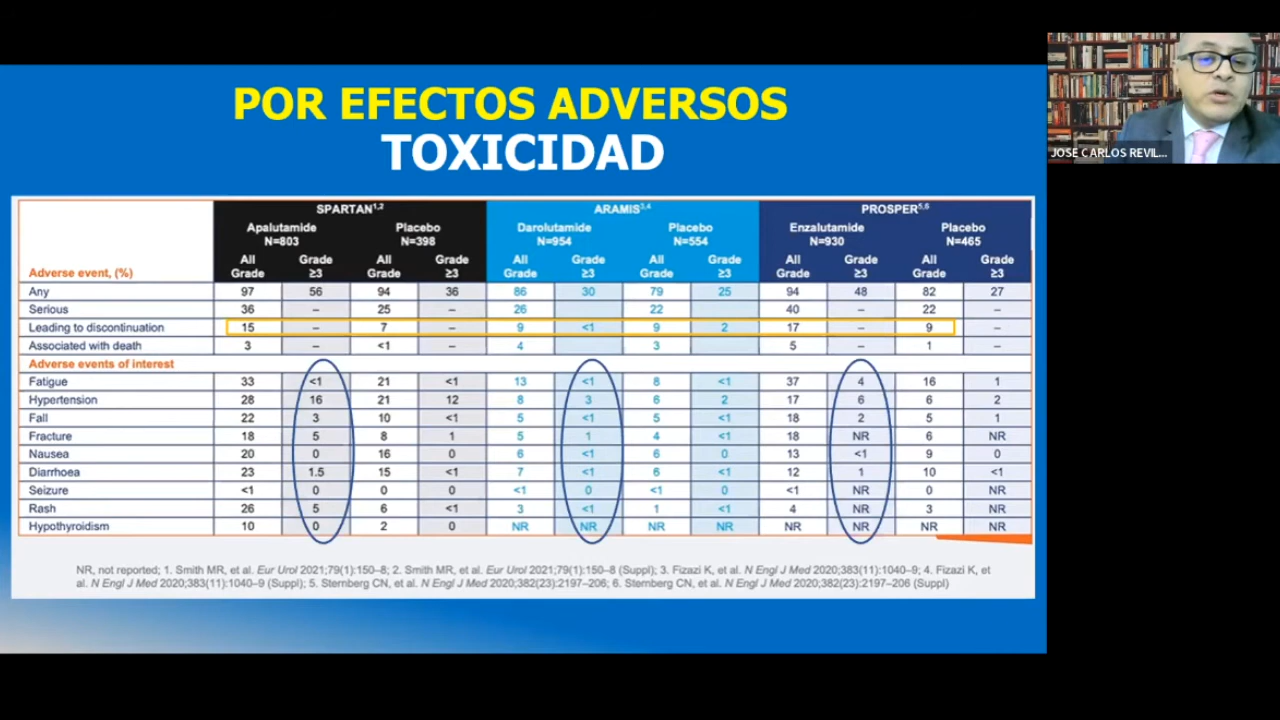 POR EFECTOS ADVERSOS
TOXICIDAD
JOSE CARLOS REVIL...
SPARTAN1,2 ARAMIS3,4 PROSPER5,6
Apalutamide N=803 Placebo N=398 Darolutamide N=954 Placebo N=554 Enzalutamide N=930 Placebo N=465
Adverse event, (%) All Grade Grade ≥3 All Grade Grade ≥3 All Grade Grade ≥3 All Grade Grade ≥3 All Grade Grade ≥3 All Grade Grade ≥3
Any 97 56 94 36 86 30 79 25 94 48 82 27
Serious 36 – 25 – 26 22 40 – 22 –
Leading to discontinuation 15 – 7 – 9 <1 9 2 17 – 9 –
Associated with death 3 – <1 – 4 3 5 – 1 –
Adverse events of interest
Fatigue 33 <1 21 <1 13 <1 8 <1 37 4 16 1
Hypertension 28 16 21 12 8 3 6 2 17 6 6 2
Fall 22 3 10 <1 5 <1 5 <1 18 2 5 1
Fracture 18 5 8 1 5 1 4 <1 18 NR 6 NR
Nausea 20 0 16 0 6 <1 6 0 13 <1 9 0
Diarrhoea 23 1.5 15 <1 7 <1 6 <1 12 1 10 <1
Seizure <1 0 0 0 <1 0 <1 0 <1 NR 0 NR
Rash 26 5 6 <1 3 <1 1 <1 4 NR 3 NR
Hypothyroidism 10 0 2 0 NR NR NR NR NR NR NR NR
NR, not reported; 1. Smith MR, et al. Eur Urol 2021;79(1):150–8; 2. Smith MR, et al. Eur Urol 2021;79(1):150–8 (Suppl); 3. Fizazi K, et al. N Engl J Med 2020;383(11):1040–9; 4. Fizazi K, et
al. N Engl J Med 2020;383(11):1040–9 (Suppl); 5. Sternberg CN, et al. N Engl J Med 2020;382(23):2197–206; 6. Sternberg CN, et al. N Engl J Med 2020;382(23):2197–206 (Suppl)